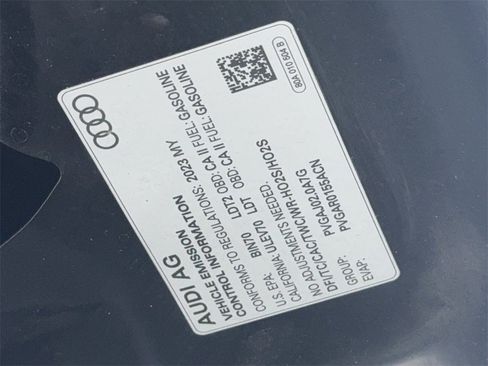 AUDI AG
VEHICLE EMISSION
CONTROL INFORMATION
CONFORMS TO REGULATIONS: 2023 MY
U.S. EPA: BIN70 LDT2 OBD: CA II FUEL: GASOLINE
CALIFORNIA: ULEV70 LDT OBD: CA II FUEL: GASOLINE
NO ADJUSTMENTS NEEDED.
DFI/TC/CAC/TWC/WR-HO2S/HO2S
GROUP: PVGAJ02.0A7G
EVAP: PVGAR0155ACN
80A 010 504 B